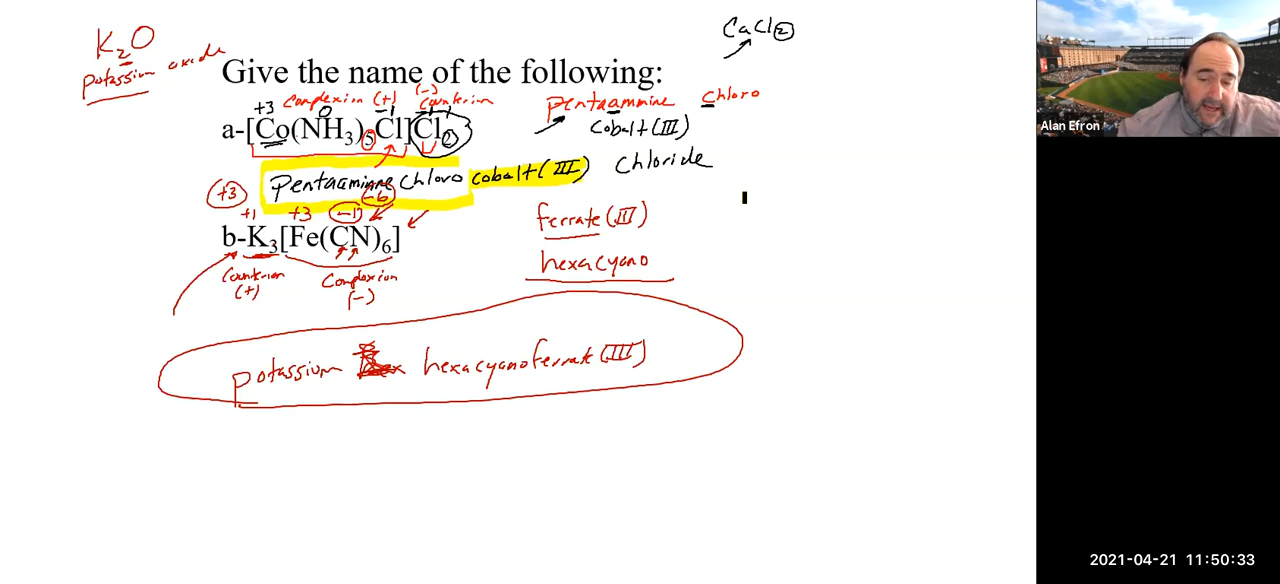 K2O
potassium oxide
CaCl2
Give the name of the following:
+3 complexion (+) (-) counterion
0 -1
pentaammine chloro
a-[Co(NH3)5Cl]Cl2
cobalt(III)
pentaammine chloro cobalt(III) chloride
+3 -6
+1 +3 -1
ferrate(III)
b-K3[Fe(CN)6]
hexacyano
counterion complexion
(+) (-)
potassium hexacyanoferrate(III)
Alan Efron
2021-04-21 11:50:33